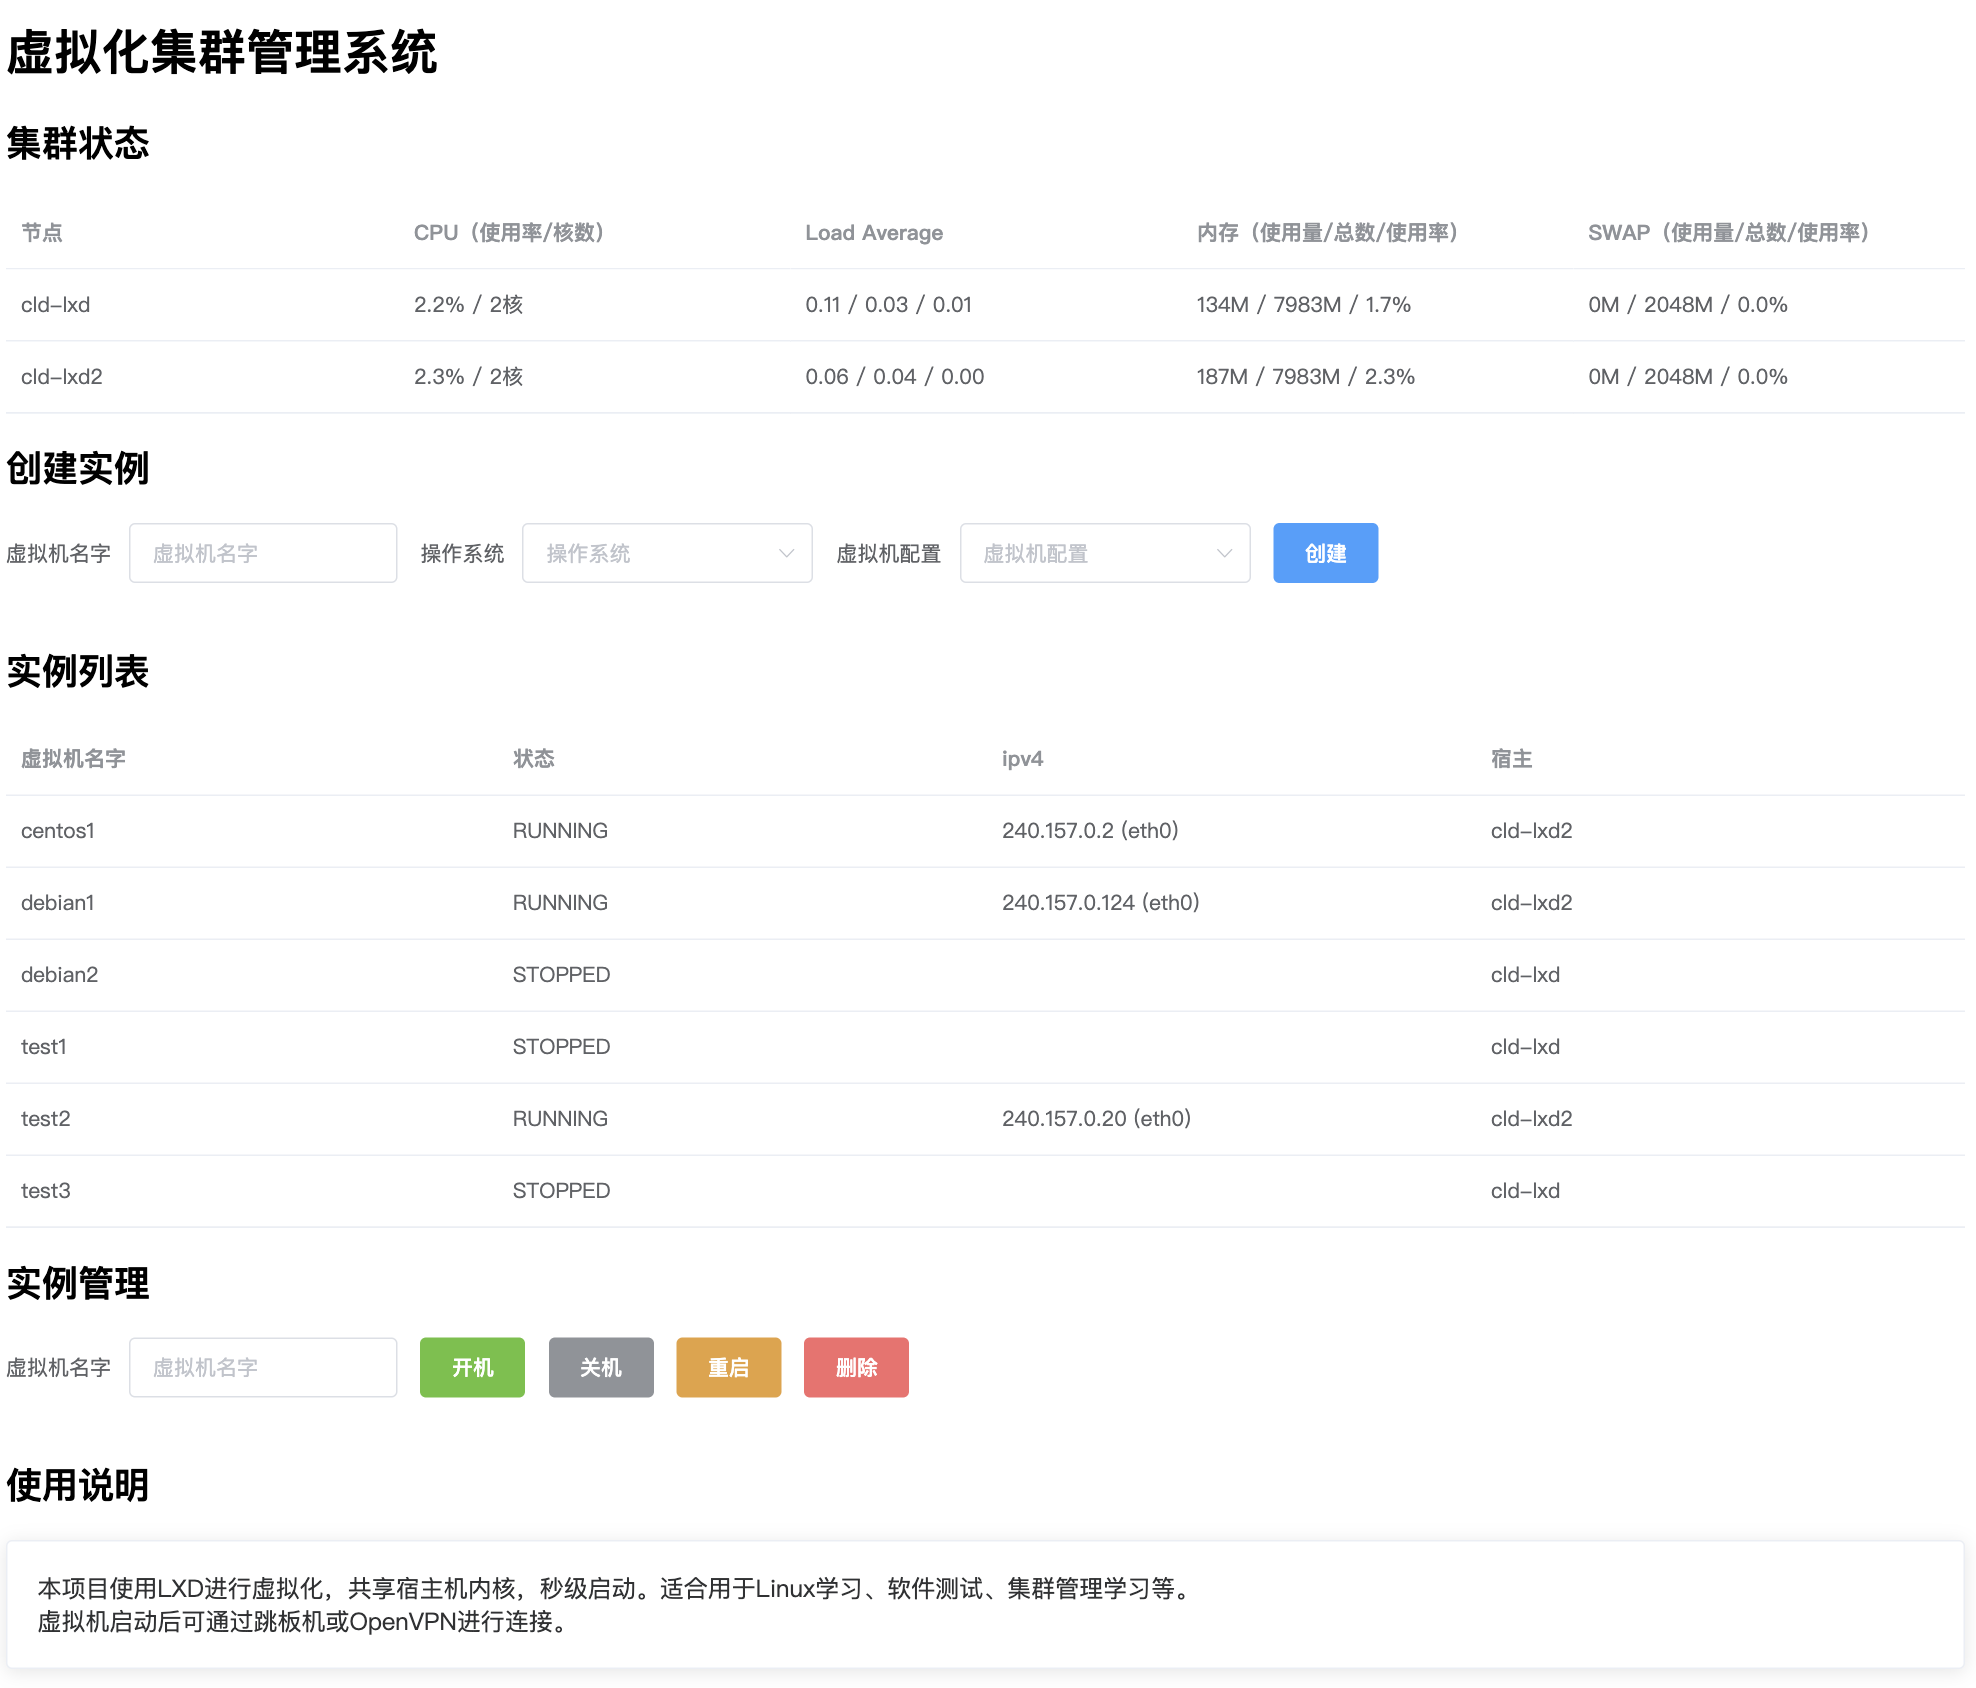 虚拟化集群管理系统
集群状态
节点 CPU（使用率/核数） Load Average 内存（使用量/总数/使用率） SWAP（使用量/总数/使用率）
cld-lxd 2.2% / 2核 0.11 / 0.03 / 0.01 134M / 7983M / 1.7% 0M / 2048M / 0.0%
cld-lxd2 2.3% / 2核 0.06 / 0.04 / 0.00 187M / 7983M / 2.3% 0M / 2048M / 0.0%
创建实例
虚拟机名字 虚拟机名字 操作系统 操作系统 虚拟机配置 虚拟机配置 创建
实例列表
虚拟机名字 状态 ipv4 宿主
centos1 RUNNING 240.157.0.2 (eth0) cld-lxd2
debian1 RUNNING 240.157.0.124 (eth0) cld-lxd2
debian2 STOPPED cld-lxd
test1 STOPPED cld-lxd
test2 RUNNING 240.157.0.20 (eth0) cld-lxd2
test3 STOPPED cld-lxd
实例管理
虚拟机名字 虚拟机名字 开机 关机 重启 删除
使用说明
本项目使用LXD进行虚拟化，共享宿主机内核，秒级启动。适合用于Linux学习、软件测试、集群管理学习等。
虚拟机启动后可通过跳板机或OpenVPN进行连接。